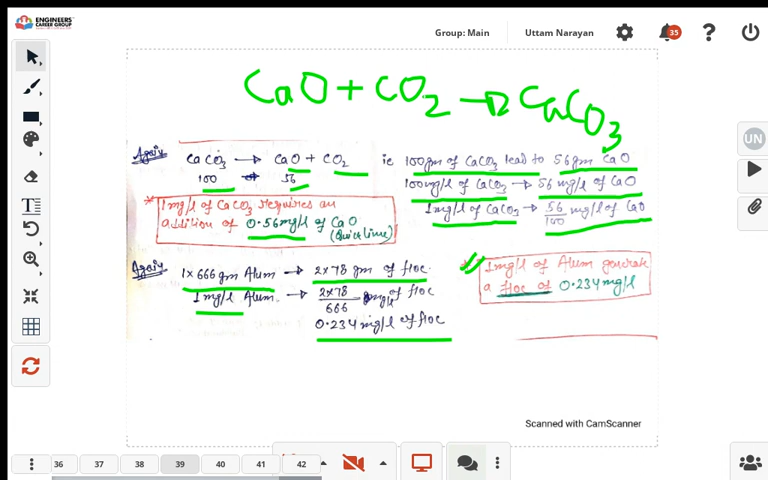 ENGINEERS
CAREER GROUP
Group: Main
Uttam Narayan
35
CaO + CO2 → CaCO3
Again CaCO3 → CaO + CO2 ie 100gm of CaCO3 lead to 56gm CaO
100 → 56 100mg/l of CaCO3 → 56 mg/l of CaO
1mg/l of CaCO3 → 56/100 mg/l of CaO
* 1mg/l of CaCO3 requires an
addition of 0.56mg/l of CaO
(Quick lime)
Again 1×666 gm Alum → 2×78 gm of floc.
1mg/l Alum. → 2×78/666 mg/l of floc
0.234 mg/l of floc
1mg/l of Alum generate
a floc of 0.234mg/l
Scanned with CamScanner
UN
36 37 38 39 40 41 42